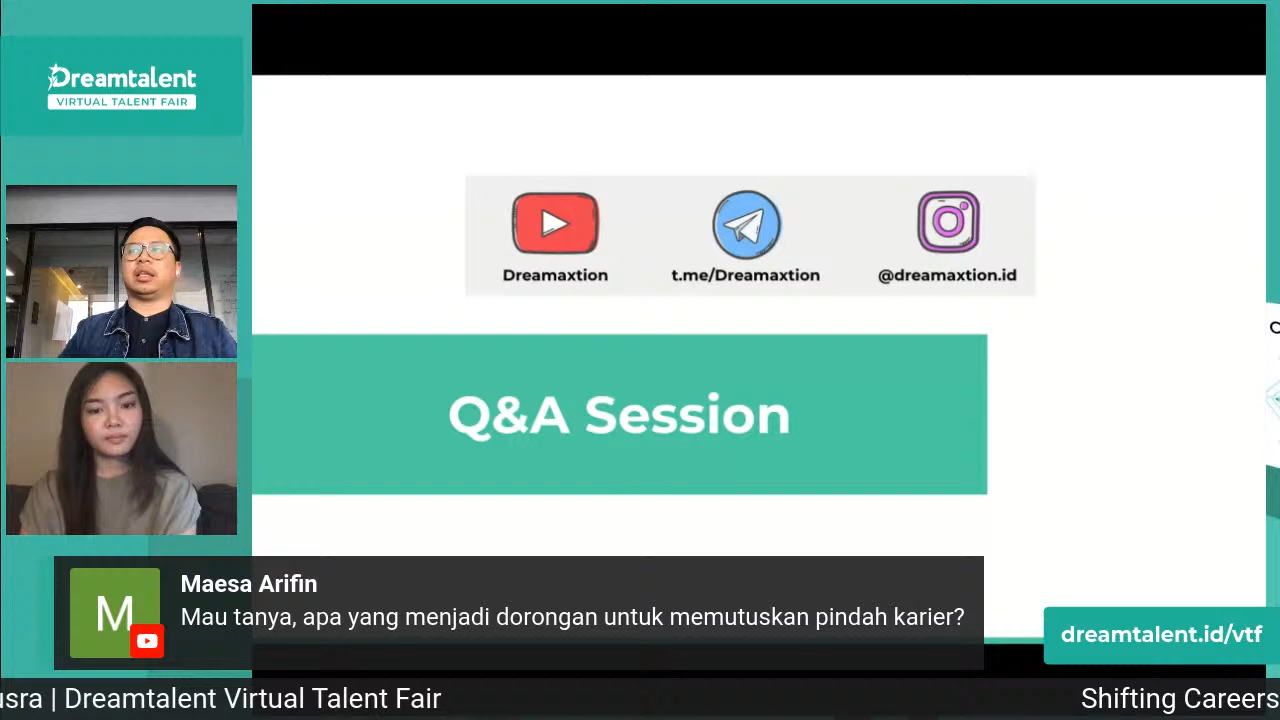 Dreamtalent
VIRTUAL TALENT FAIR
Dreamaxtion
t.me/Dreamaxtion
@dreamaxtion.id
Q&A Session
M
Maesa Arifin
Mau tanya, apa yang menjadi dorongan untuk memutuskan pindah karier?
dreamtalent.id/vtf
usra | Dreamtalent Virtual Talent Fair
Shifting Careers